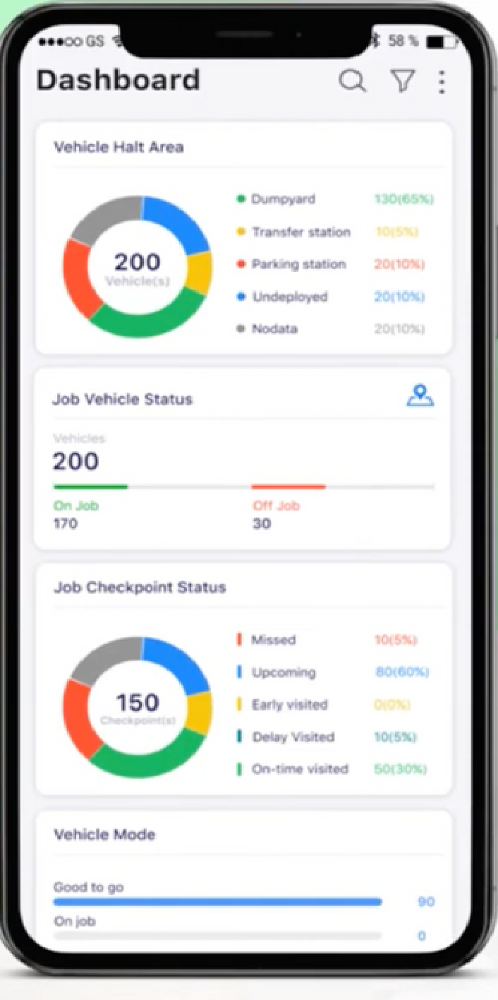 GS 58 %
Dashboard
Vehicle Halt Area
200
Vehicle(s)
Dumpyard 130(65%)
Transfer station 10(5%)
Parking station 20(10%)
Undeployed 20(10%)
Nodata 20(10%)
Job Vehicle Status
Vehicles
200
On Job Off Job
170 30
Job Checkpoint Status
150
Checkpoint(s)
Missed 10(5%)
Upcoming 80(60%)
Early visited 0(0%)
Delay Visited 10(5%)
On-time visited 50(30%)
Vehicle Mode
Good to go 90
On job 0